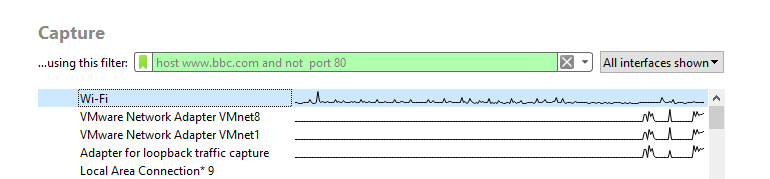 Capture
...using this filter: host www.bbc.com and not  port 80 All interfaces shown
Wi-Fi
VMware Network Adapter VMnet8
VMware Network Adapter VMnet1
Adapter for loopback traffic capture
Local Area Connection* 9